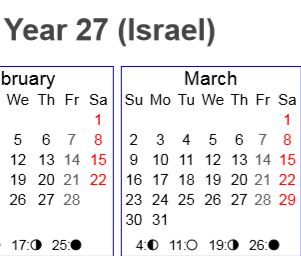 Year 27 (Israel)
bruary March
We Th Fr Sa Su Mo Tu We Th Fr Sa
1 1
5 6 7 8 2 3 4 5 6 7 8
12 13 14 15 9 10 11 12 13 14 15
19 20 21 22 16 17 18 19 20 21 22
26 27 28 23 24 25 26 27 28 29
30 31
17:◑ 25:● 4:◐ 11:○ 19:◑ 26:●